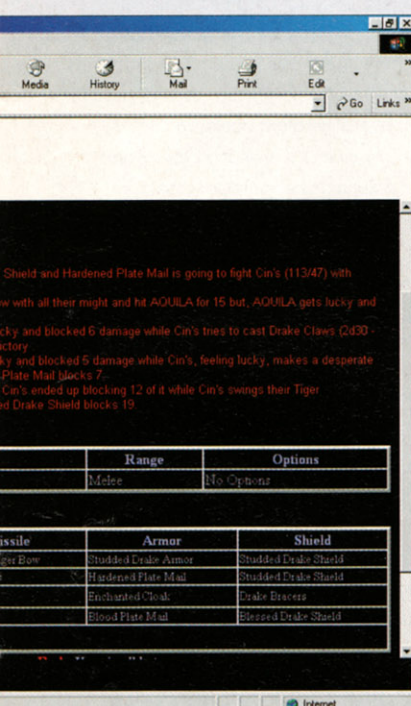 Media History Mail Print Edit
Go Links
Shield and Hardened Plate Mail is going to fight Cin's (113/47) with
w with all their might and hit AQUILA for 15 but, AQUILA gets lucky and
cky and blocked 6 damage while Cin's tries to cast Drake Claws (2d30 -
ictory
ky and blocked 5 damage while Cin's, feeling lucky, makes a desperate
Plate Mail blocks 7
Cin's ended up blocking 12 of it while Cin's swings their Tiger
ed Drake Shield blocks 19
Range Options
Melee No Options
issile Armor Shield
ger Bow Studded Drake Armor Studded Drake Shield
Hardened Plate Mail Studded Drake Shield
Enchanted Cloak Drake Bracers
Blood Plate Mail Blessed Drake Shield
Internet